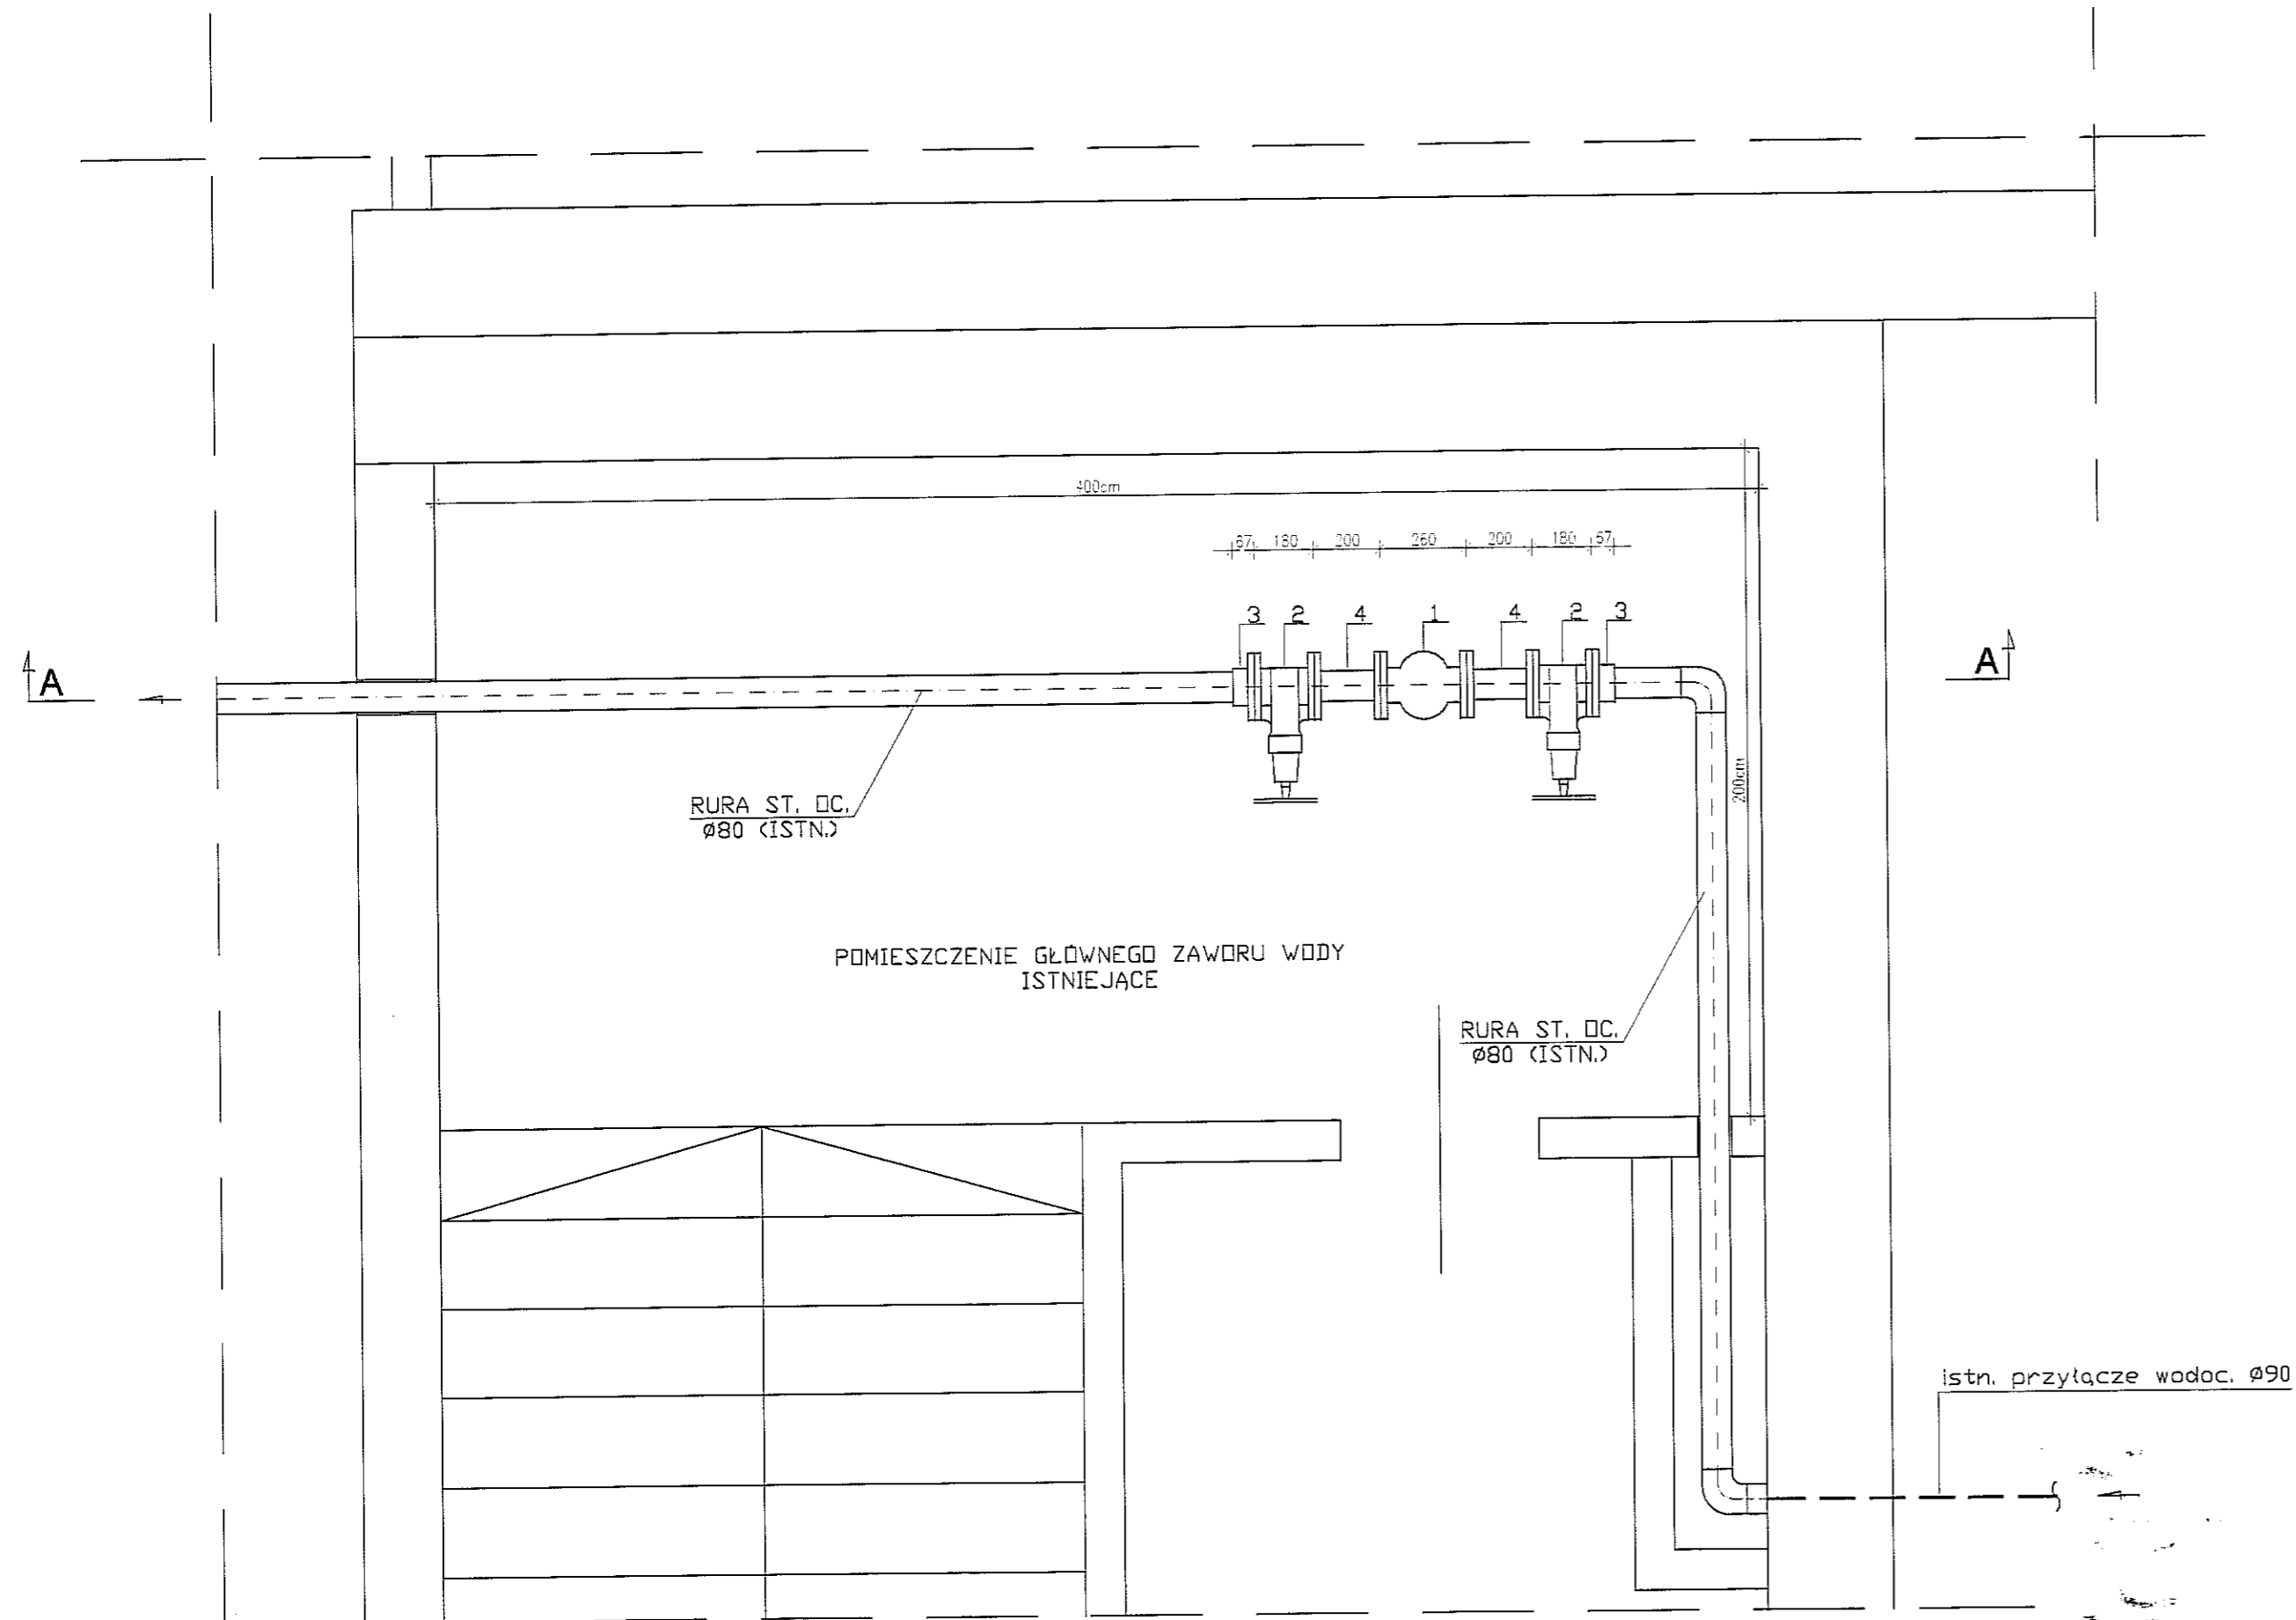 400cm
67 180 200 260 200 180 67
3 2 4 1 4 2 3
A
A
200cm
RURA ST. OC.
Ø80 (ISTN.)
POMIESZCZENIE GŁÓWNEGO ZAWORU WODY
ISTNIEJĄCE
RURA ST. OC.
Ø80 (ISTN.)
istn. przyłącze wodoc. Ø90